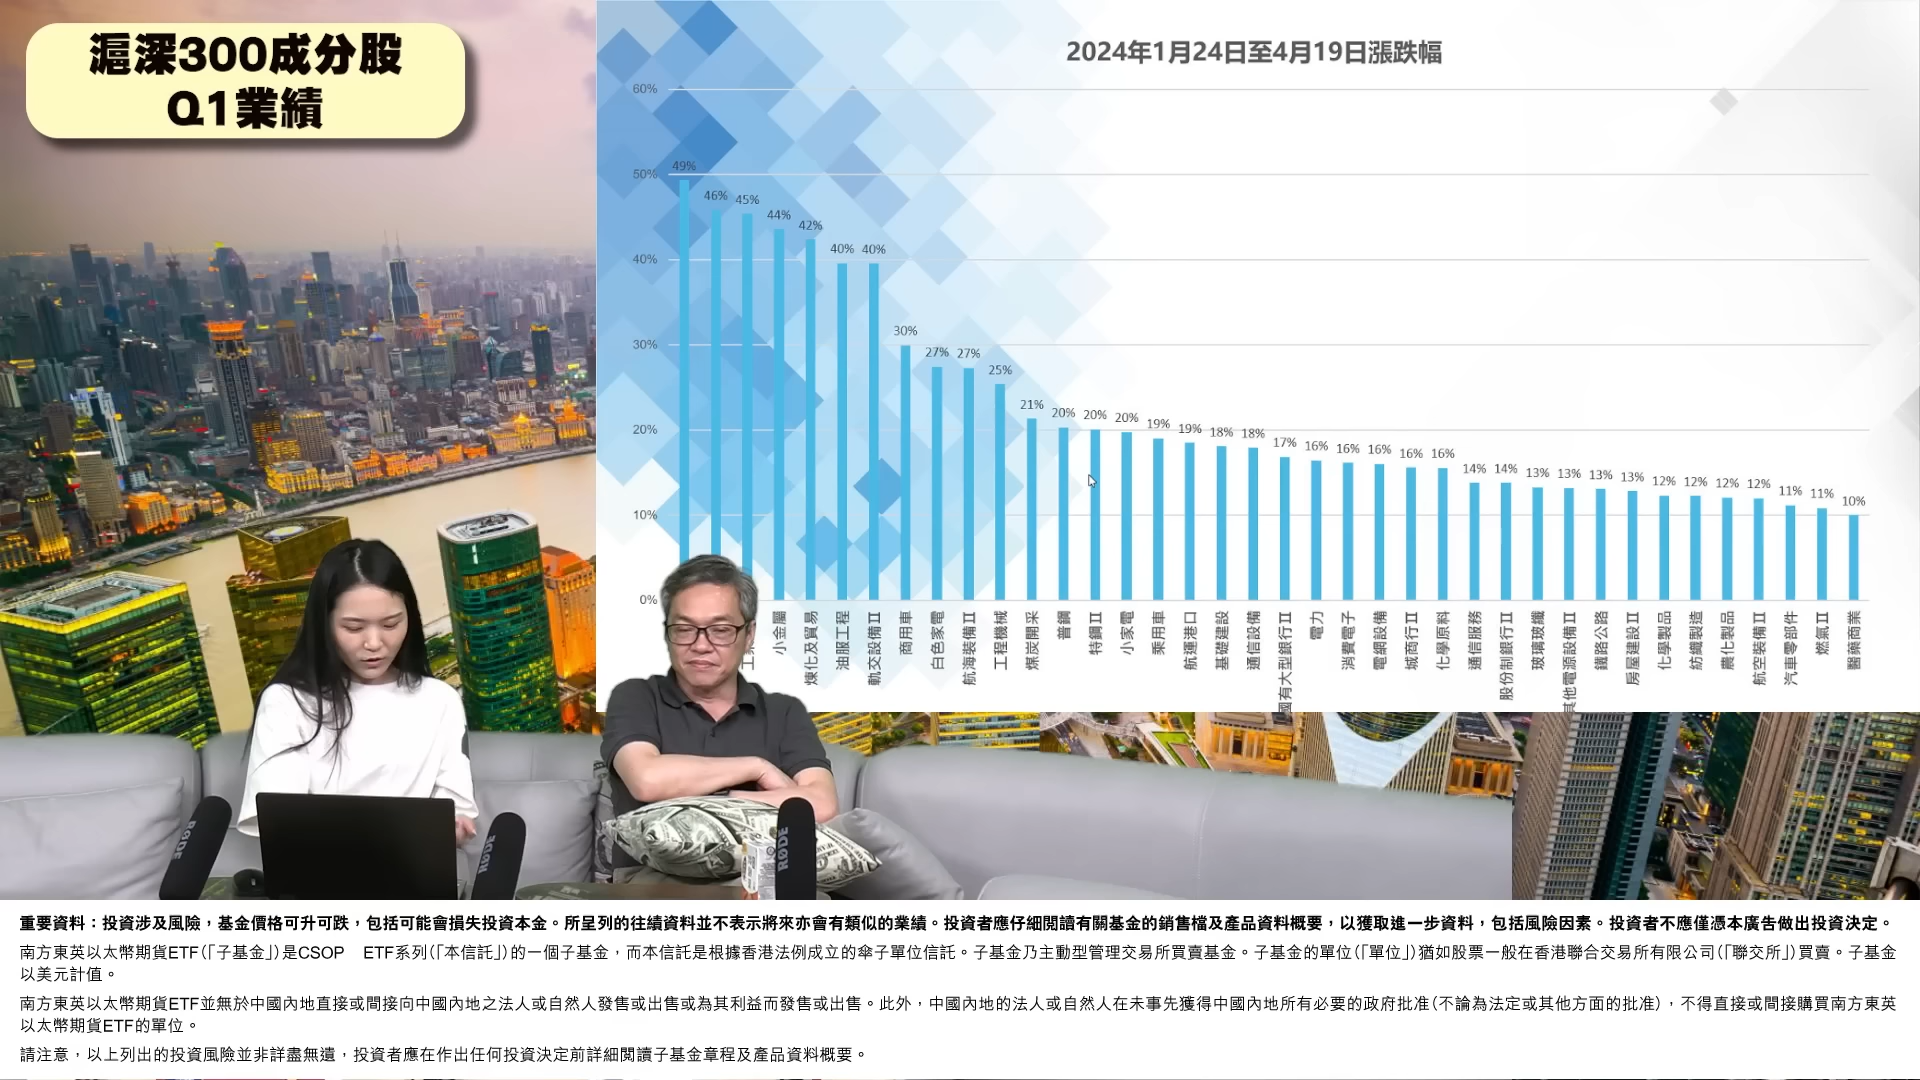 滬深300成分股
Q1業績
2024年1月24日至4月19日漲跌幅
60%
50%
40%
30%
20%
10%
0%
49%
46%
45%
44%
42%
40%
40%
30%
27%
27%
25%
21%
20%
20%
20%
19%
19%
18%
18%
17%
16%
16%
16%
16%
16%
14%
14%
13%
13%
13%
13%
12%
12%
12%
12%
11%
11%
10%
小金屬
煉化及貿易
油服工程
軌交設備Ⅱ
商用車
白色家電
航海裝備Ⅱ
工程機械
煤炭開采
普鋼
特鋼Ⅱ
小家電
乘用車
航運港口
基礎建設
通信設備
國有大型銀行Ⅱ
電力
消費電子
電網設備
城商行Ⅱ
化學原料
通信服務
股份制銀行Ⅱ
玻璃玻纖
其他電源設備Ⅱ
鐵路公路
房屋建設Ⅱ
化學製品
紡織製造
農化製品
航空裝備Ⅱ
汽車零部件
燃氣Ⅱ
醫藥商業
RØDE
RØDE
RØDE
重要資料：投資涉及風險，基金價格可升可跌，包括可能會損失投資本金。所呈列的往績資料並不表示將來亦會有類似的業績。投資者應仔細閱讀有關基金的銷售檔及產品資料概要，以獲取進一步資料，包括風險因素。投資者不應僅憑本廣告做出投資決定。
南方東英以太幣期貨ETF(｢子基金｣)是CSOP ETF系列(｢本信託｣)的一個子基金，而本信託是根據香港法例成立的傘子單位信託。子基金乃主動型管理交易所買賣基金。子基金的單位(｢單位｣)猶如股票一般在香港聯合交易所有限公司(｢聯交所｣)買賣。子基金
以美元計值。
南方東英以太幣期貨ETF並無於中國內地直接或間接向中國內地之法人或自然人發售或出售或為其利益而發售或出售。此外，中國內地的法人或自然人在未事先獲得中國內地所有必要的政府批准(不論為法定或其他方面的批准)，不得直接或間接購買南方東英
以太幣期貨ETF的單位。
請注意，以上列出的投資風險並非詳盡無遺，投資者應在作出任何投資決定前詳細閱讀子基金章程及產品資料概要。